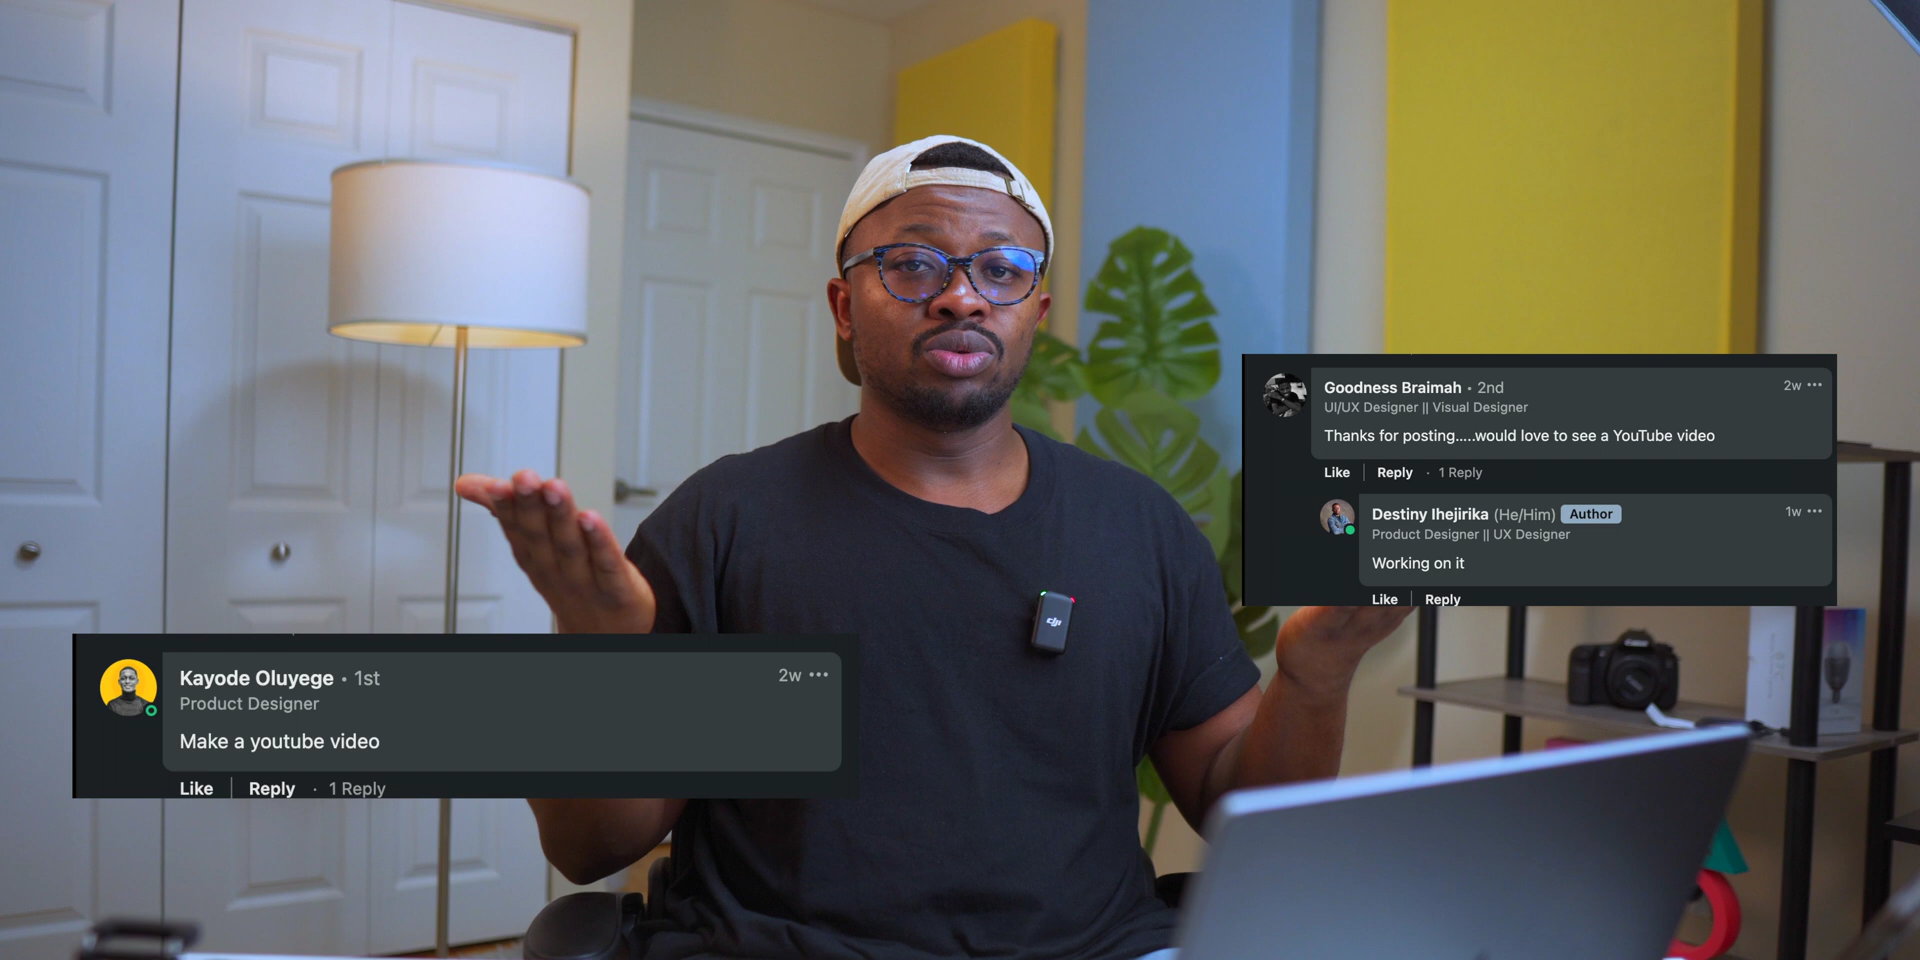 Goodness Braimah • 2nd
2w •••
UI/UX Designer || Visual Designer
Thanks for posting.....would love to see a YouTube video
Like | Reply · 1 Reply
Destiny Ihejirika (He/Him) Author
1w •••
Product Designer || UX Designer
Working on it
Like | Reply
dji
Kayode Oluyege • 1st
2w •••
Product Designer
Make a youtube video
Like | Reply · 1 Reply
Canon